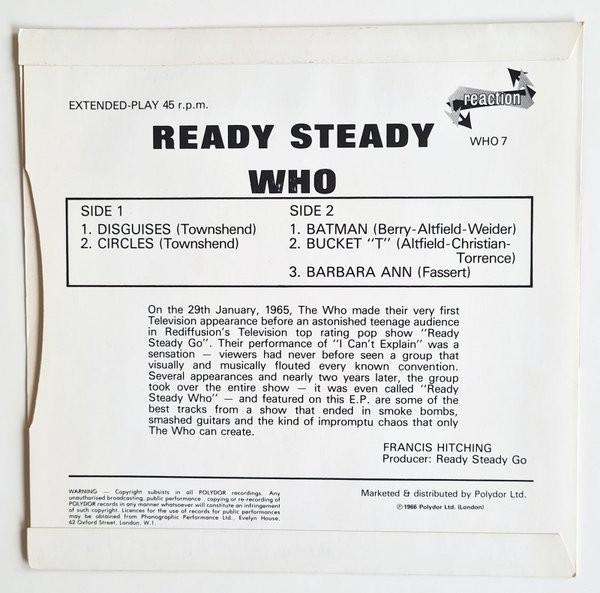 reaction
EXTENDED-PLAY 45 r.p.m.
READY STEADY
WHO 7
WHO
SIDE 1
1. DISGUISES (Townshend)
2. CIRCLES (Townshend)
SIDE 2
1. BATMAN (Berry-Altfield-Weider)
2. BUCKET "T" (Altfield-Christian-
Torrence)
3. BARBARA ANN (Fassert)
On the 29th January, 1965, The Who made their very first
Television appearance before an astonished teenage audience
in Rediffusion's Television top rating pop show "Ready
Steady Go". Their performance of "I Can't Explain" was a
sensation — viewers had never before seen a group that
visually and musically flouted every known convention.
Several appearances and nearly two years later, the group
took over the entire show — it was even called "Ready
Steady Who" — and featured on this E.P. are some of the
best tracks from a show that ended in smoke bombs,
smashed guitars and the kind of impromptu chaos that only
The Who can create.
FRANCIS HITCHING
Producer: Ready Steady Go
WARNING — Copyright subsists in all POLYDOR recordings. Any
unauthorised broadcasting, public performance, copying or re-recording of
POLYDOR records in any manner whatsoever will constitute an infringement
of such copyright. Licences for the use of records for public performances
may be obtained from Phonographic Performance Ltd., Evelyn House,
62 Oxford Street, London, W.1.
Marketed & distributed by Polydor Ltd.
℗ 1966 Polydor Ltd. (London)